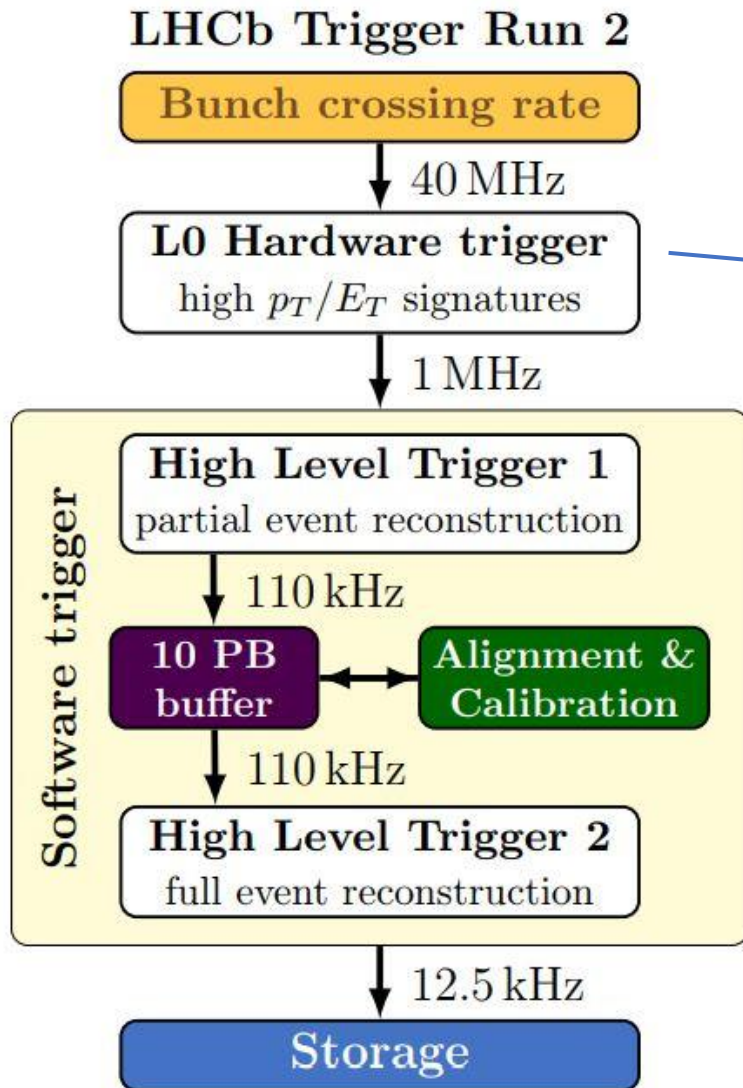 LHCb Trigger Run 2
Bunch crossing rate
40 MHz
L0 Hardware trigger
high p_T/E_T signatures
1 MHz
Software trigger
High Level Trigger 1
partial event reconstruction
110 kHz
10 PB
buffer
Alignment &
Calibration
110 kHz
High Level Trigger 2
full event reconstruction
12.5 kHz
Storage